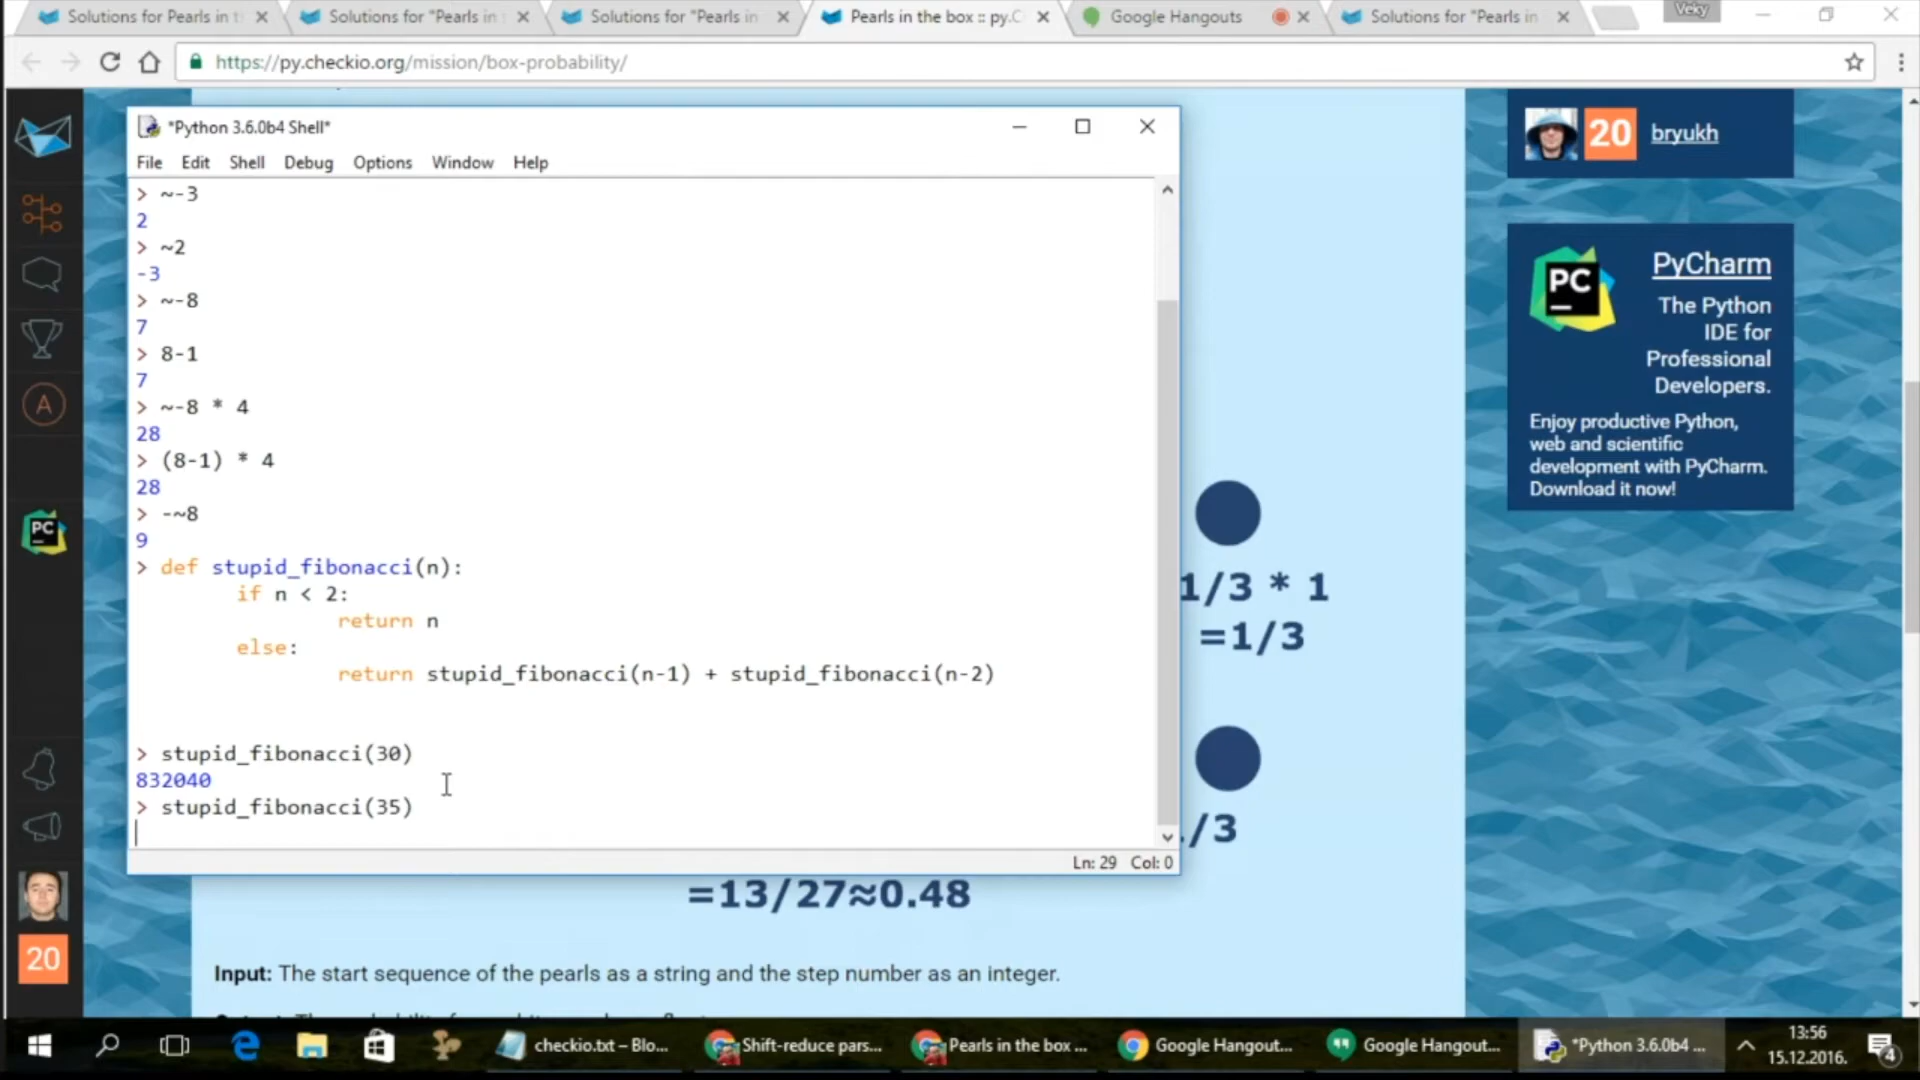 Solutions for Pearls in t
Solutions for "Pearls in
Solutions for "Pearls in
Pearls in the box :: py.C
Google Hangouts
Solutions for "Pearls in
Veky
https://py.checkio.org/mission/box-probability/
*Python 3.6.0b4 Shell*
File Edit Shell Debug Options Window Help
> ~-3
2
> ~2
-3
> ~-8
7
> 8-1
7
> ~-8 * 4
28
> (8-1) * 4
28
> -~8
9
> def stupid_fibonacci(n):
if n < 2:
return n
else:
return stupid_fibonacci(n-1) + stupid_fibonacci(n-2)
> stupid_fibonacci(30)
832040
> stupid_fibonacci(35)
Ln: 29 Col: 0
1/3 * 1
=1/3
/3
=13/27≈0.48
Input: The start sequence of the pearls as a string and the step number as an integer.
20 bryukh
PC
PyCharm
The Python
IDE for
Professional
Developers.
Enjoy productive Python,
web and scientific
development with PyCharm.
Download it now!
A
PC
20
checkio.txt – Blo...
Shift-reduce pars...
Pearls in the box ...
Google Hangout...
Google Hangout...
*Python 3.6.0b4 ...
13:56
15.12.2016.
4